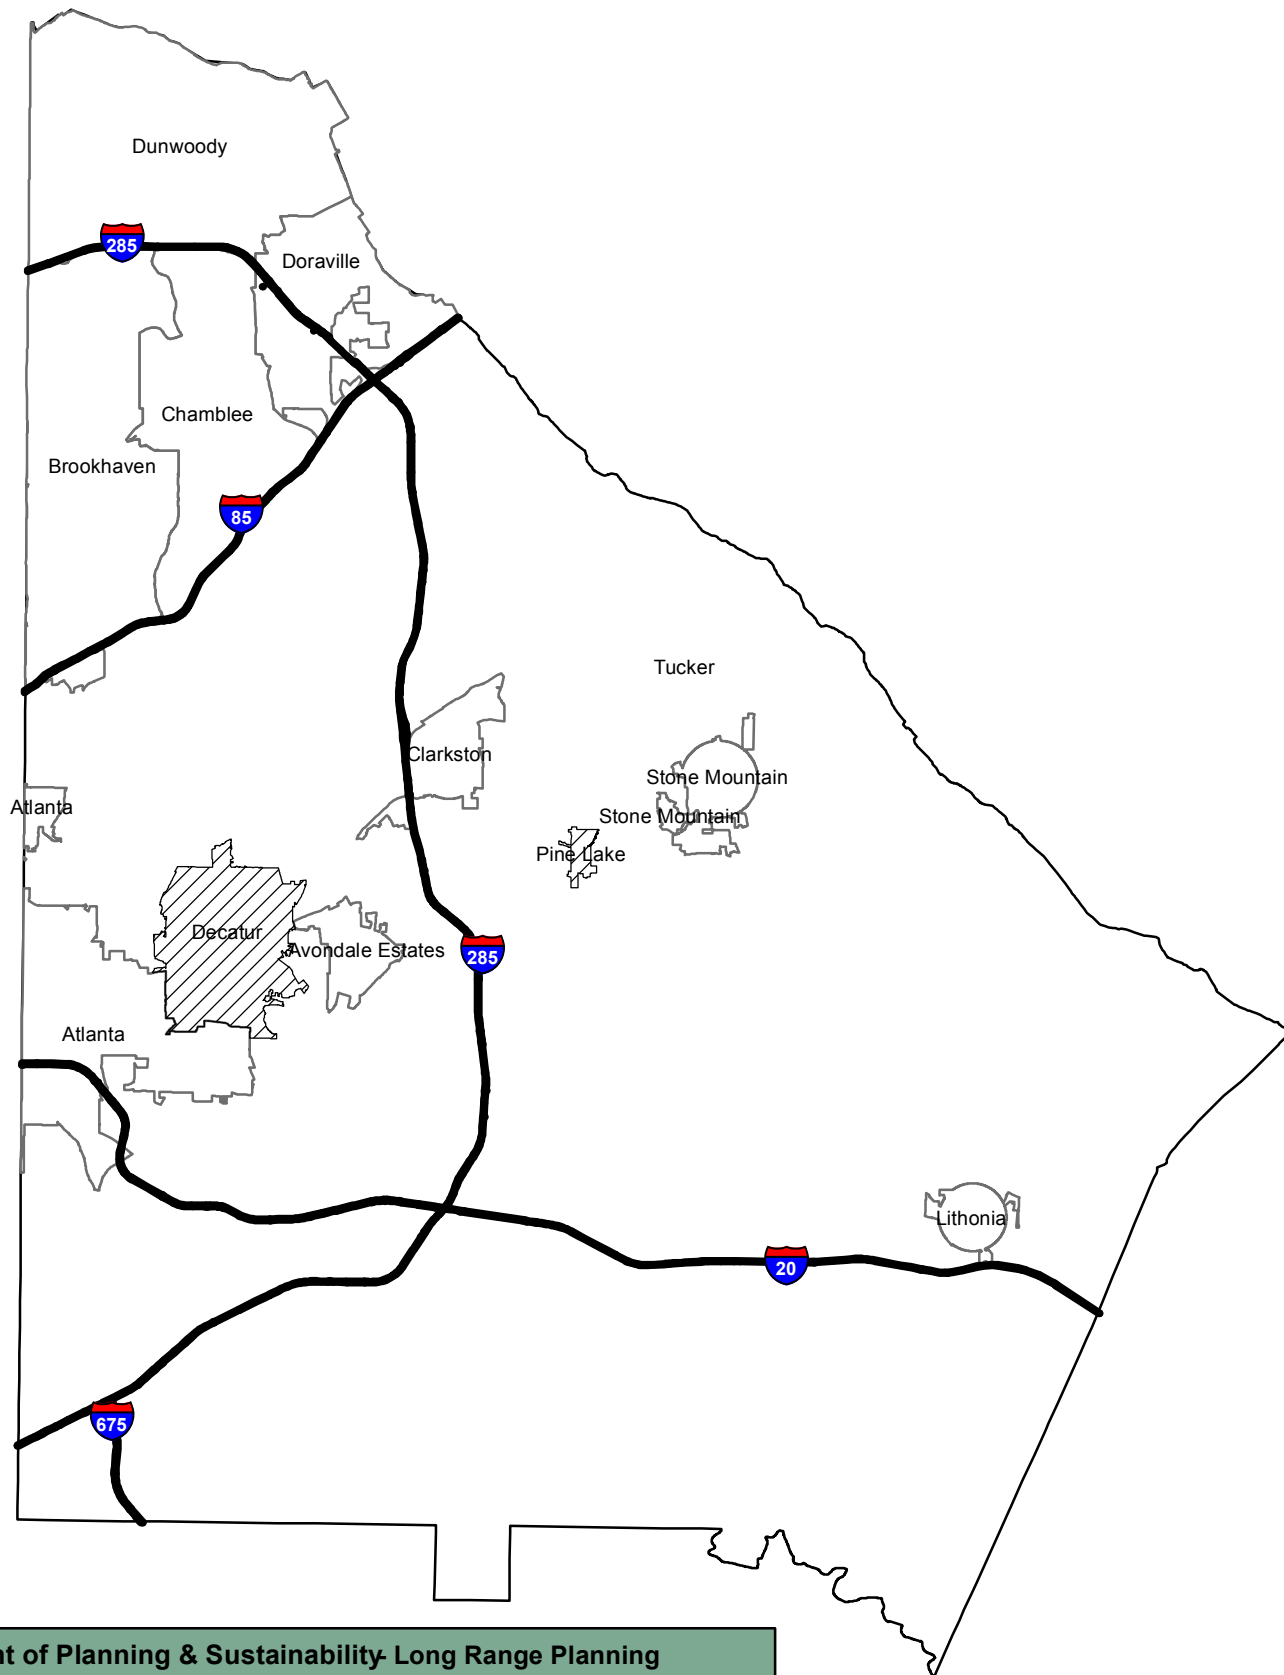 Dunwoody
285
Doraville
Chamblee
Brookhaven
85
Tucker
Clarkston
Stone Mountain
Atlanta
Stone Mountain
Pine Lake
Decatur
Avondale Estates
285
Atlanta
Lithonia
20
675
nt of Planning & Sustainability- Long Range Planning